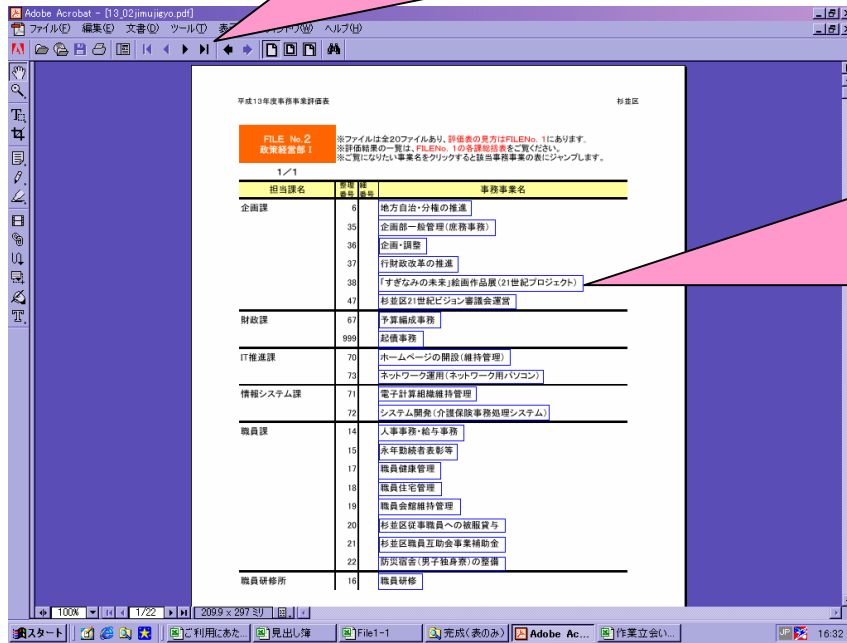 Adobe Acrobat - [13_02jimujigyo.pdf]
ファイル(F) 編集(E) 文書(D) ツール(T) ヘルプ(H)
平成13年度事務事業評価表 杉並区
FILE No.2
政策経営部Ⅰ
※ファイルは全20ファイルあり、評価表の見方はFILENo. 1にあります。
※評価結果の一覧は、FILENo. 1の各課総括表をご覧ください。
※ご覧になりたい事業名をクリックすると該当事務事業の表にジャンプします。
1/1
担当課名 整理番号 細番号 事務事業名
企画課 6 地方自治・分権の推進
35 企画部一般管理(庶務事務)
36 企画・調整
37 行財政改革の推進
38 「すぎなみの未来」絵画作品展(21世紀プロジェクト)
47 杉並区21世紀ビジョン審議会運営
財政課 67 予算編成事務
999 起債事務
IT推進課 70 ホームページの開設(維持管理)
73 ネットワーク運用(ネットワーク用パソコン)
情報システム課 71 電子計算組織維持管理
72 システム開発(介護保険事務処理システム)
職員課 14 人事事務・給与事務
15 永年勤続者表彰等
17 職員健康管理
18 職員住宅管理
19 職員会館維持管理
20 杉並区従事職員への被服貸与
21 杉並区職員互助会事業補助金
22 防災宿舎(男子独身寮)の整備
職員研修所 16 職員研修
100% 1/22 209.9 x 297 ミリ
スタート ご利用にあた... 見出し簿 File1-1 完成(表のみ) Adobe Ac... 作業立会い... JP 16:32